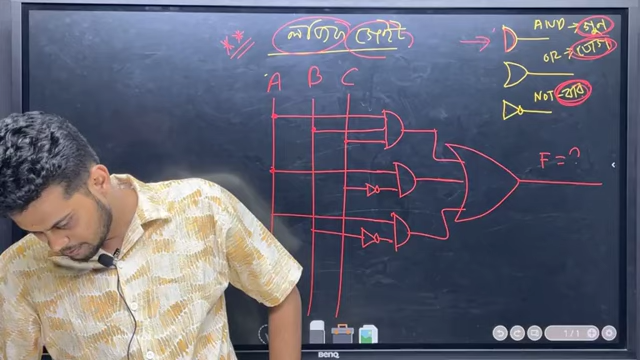 ** লজিক গেইট
AND → গুন
OR → যোগ
NOT →
A B C
F = ?
1/1
BENQ